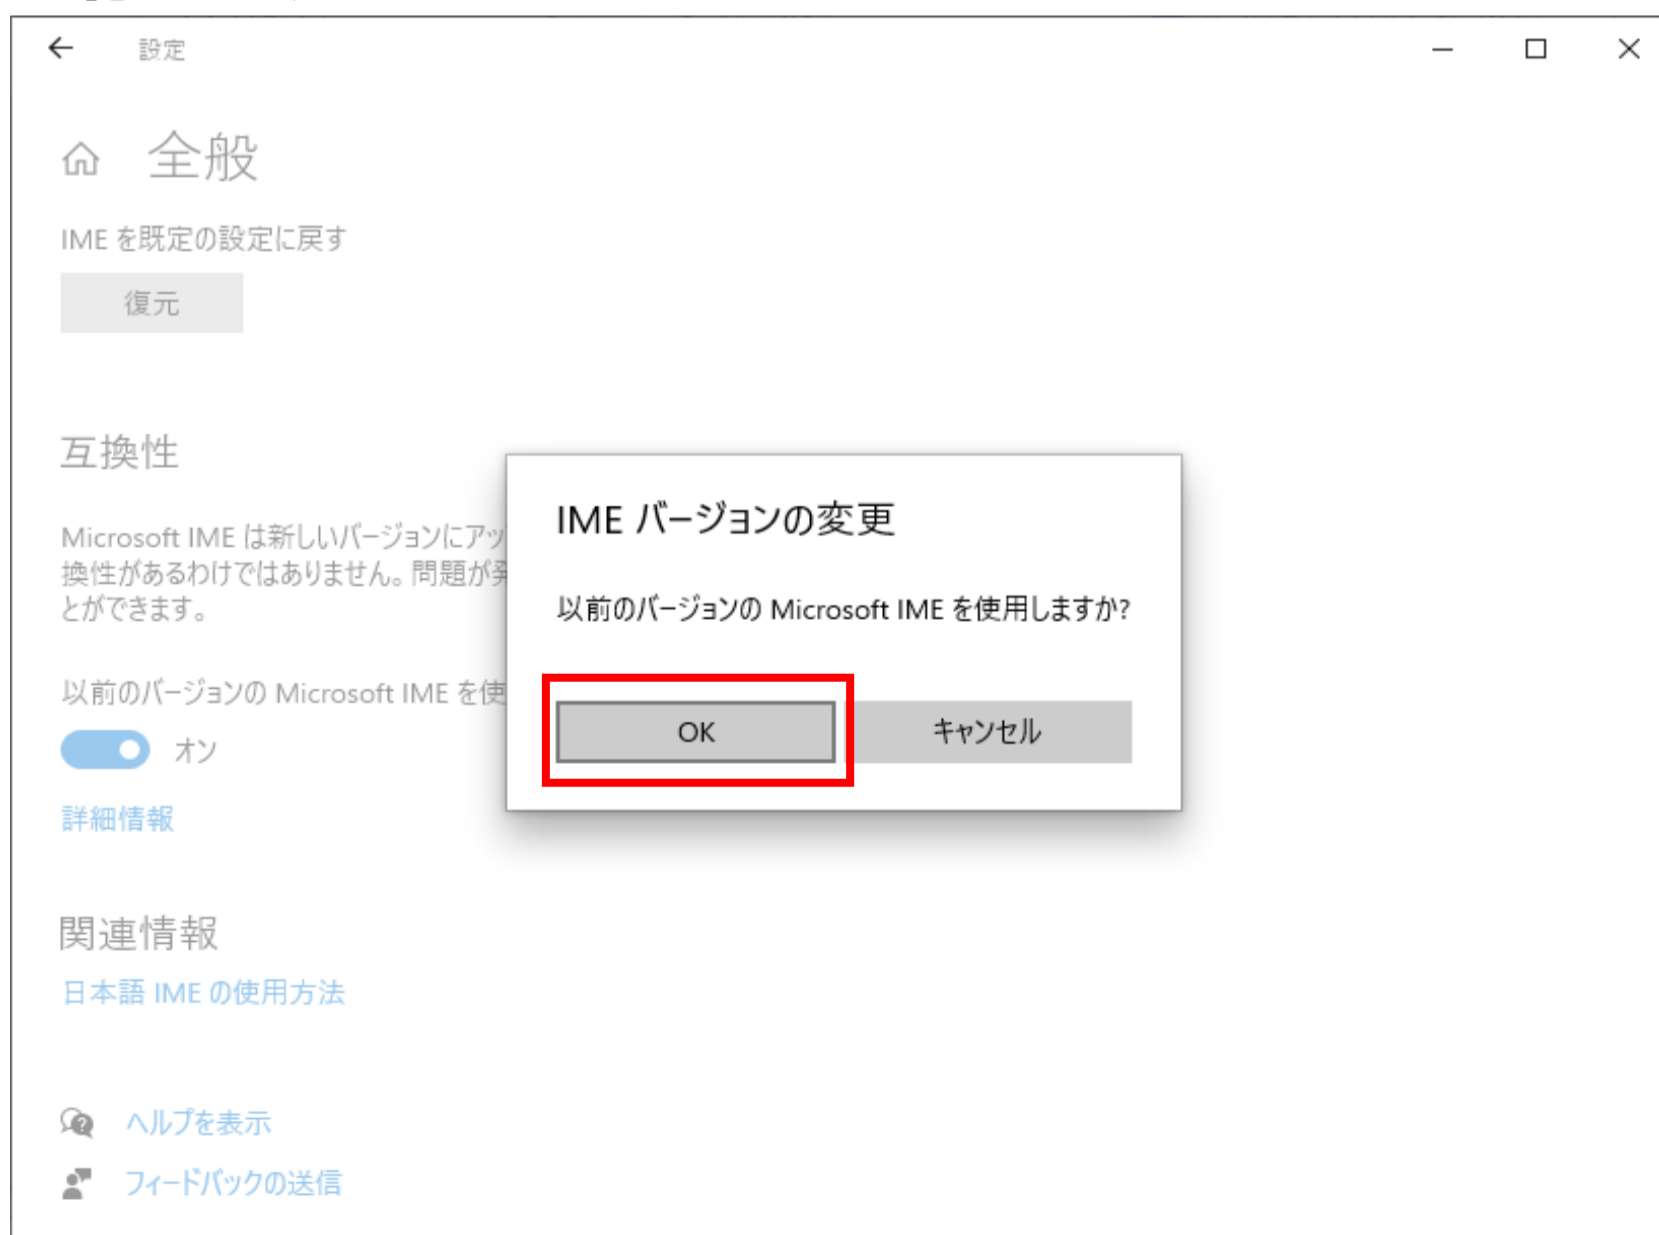 設定
全般
IME を既定の設定に戻す
復元
互換性
Microsoft IME は新しいバージョンにアッ
換性があるわけではありません。問題が
とができます。
以前のバージョンの Microsoft IME を使
オン
詳細情報
IME バージョンの変更
以前のバージョンの Microsoft IME を使用しますか?
OK
キャンセル
関連情報
日本語 IME の使用方法
ヘルプを表示
フィードバックの送信